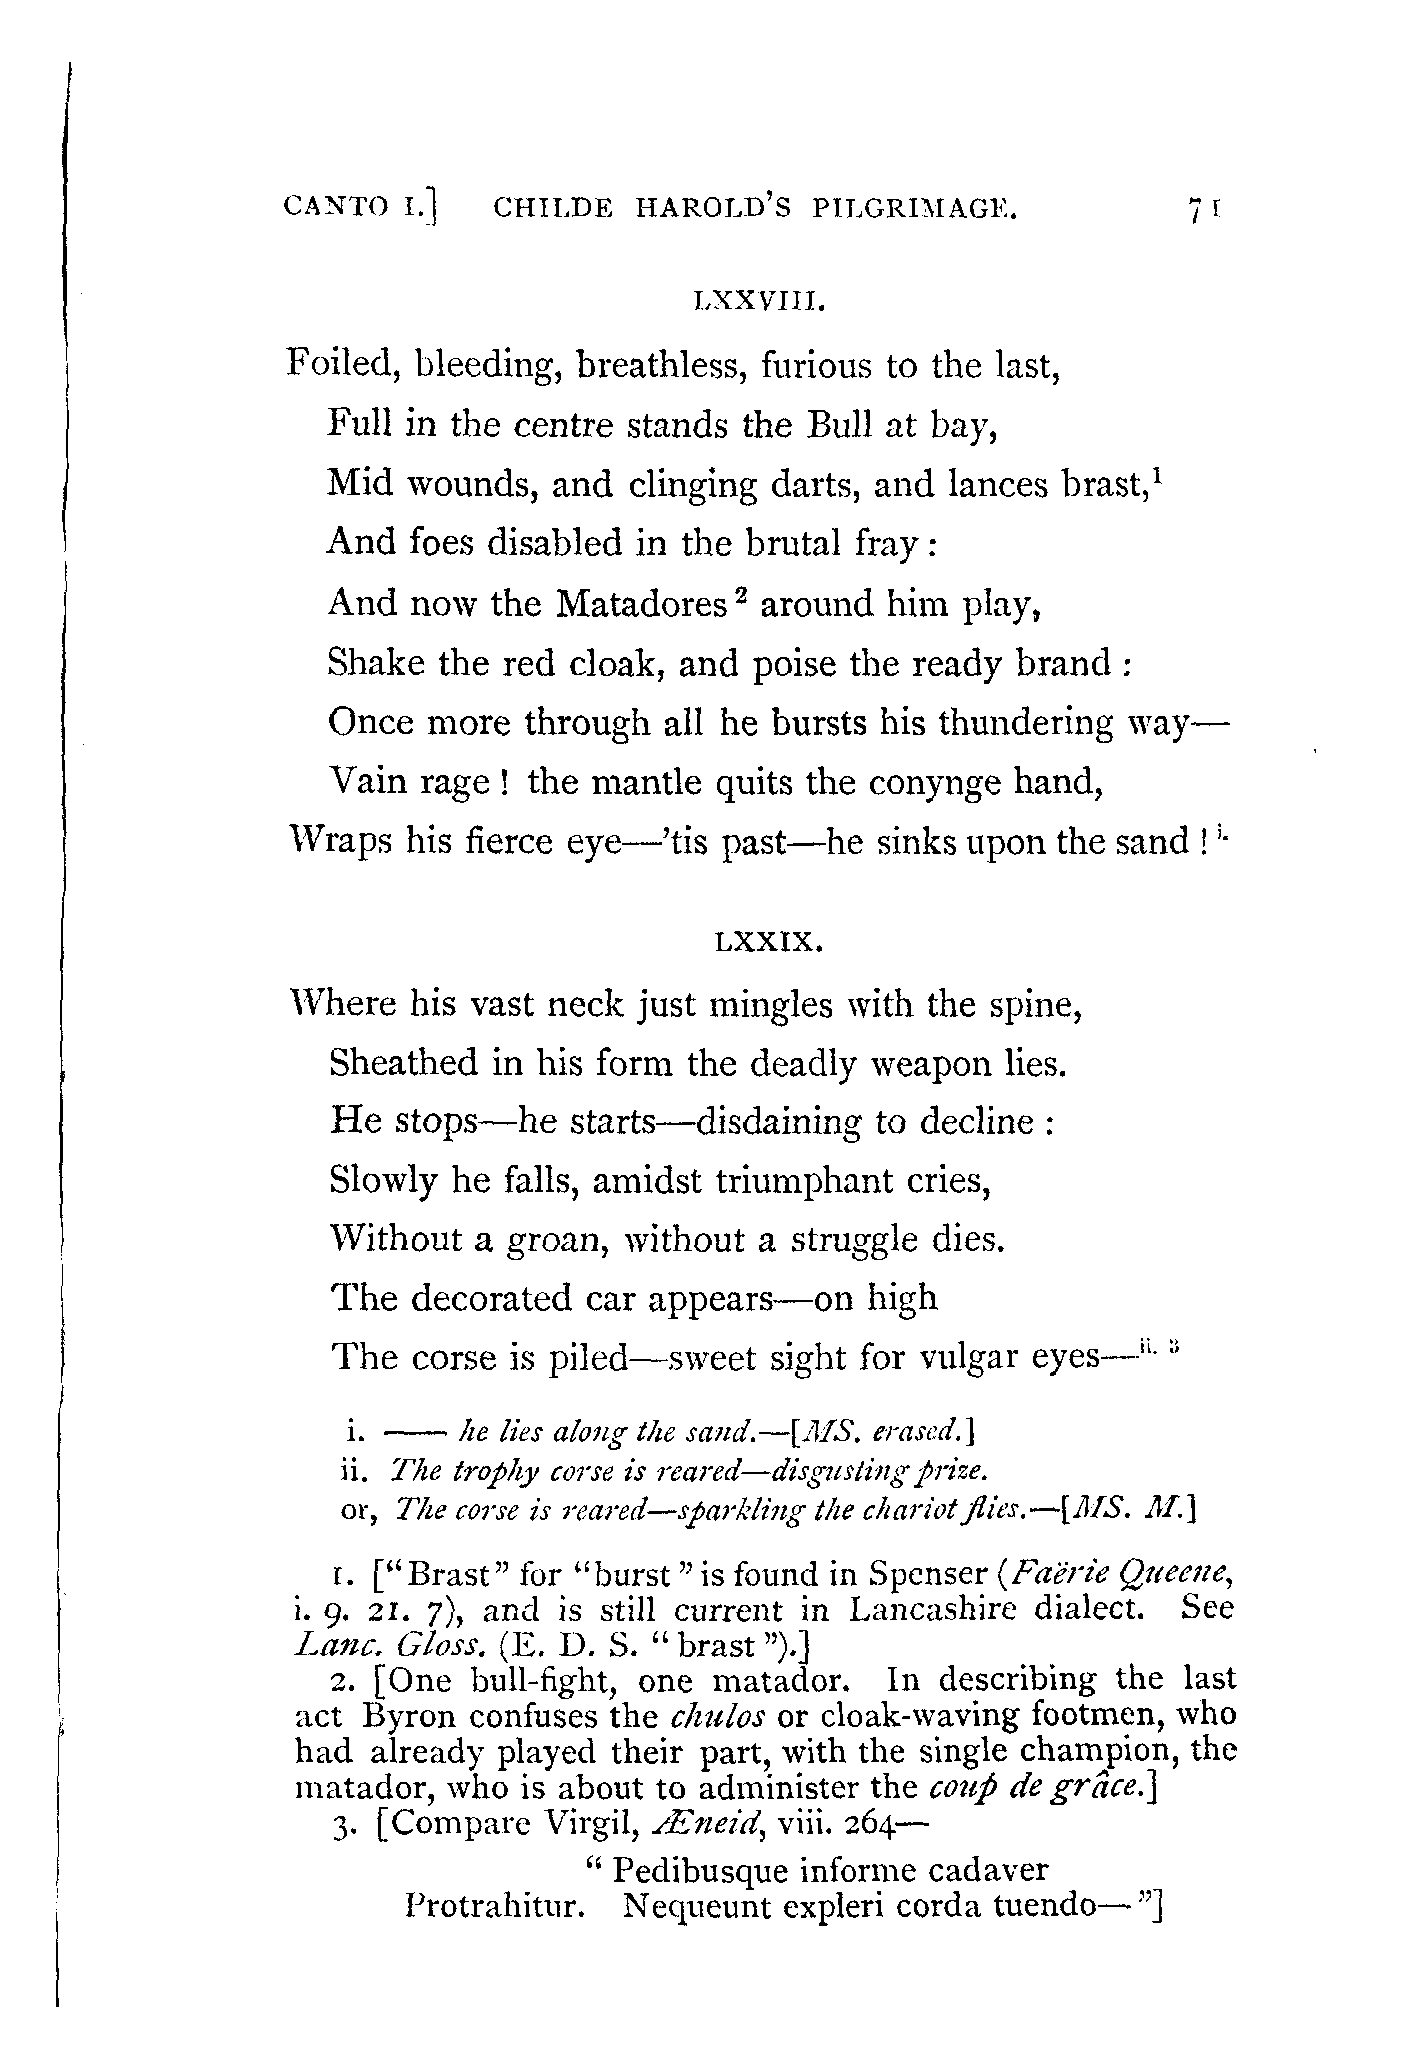 CANTO I.] CHILDE HAROLD'S PILGRIMAGE. 71
LXXVIII.
Foiled, bleeding, breathless, furious to the last,
Full in the centre stands the Bull at bay,
Mid wounds, and clinging darts, and lances brast,¹
And foes disabled in the brutal fray :
And now the Matadores ² around him play,
Shake the red cloak, and poise the ready brand :
Once more through all he bursts his thundering way—
Vain rage ! the mantle quits the conynge hand,
Wraps his fierce eye—'tis past—he sinks upon the sand ! i.
LXXIX.
Where his vast neck just mingles with the spine,
Sheathed in his form the deadly weapon lies.
He stops—he starts—disdaining to decline :
Slowly he falls, amidst triumphant cries,
Without a groan, without a struggle dies.
The decorated car appears—on high
The corse is piled—sweet sight for vulgar eyes—ii. 3
i. —— he lies along the sand.—[MS. erased.]
ii. The trophy corse is reared—disgusting prize.
or, The corse is reared—sparkling the chariot flies.—[MS. M.]
1. ["Brast" for "burst" is found in Spenser (Faërie Queene,
i. 9. 21. 7), and is still current in Lancashire dialect. See
Lanc. Gloss. (E. D. S. "brast").]
2. [One bull-fight, one matador. In describing the last
act Byron confuses the chulos or cloak-waving footmen, who
had already played their part, with the single champion, the
matador, who is about to administer the coup de grâce.]
3. [Compare Virgil, Æneid, viii. 264—
"Pedibusque informe cadaver
Protrahitur. Nequeunt expleri corda tuendo—"]